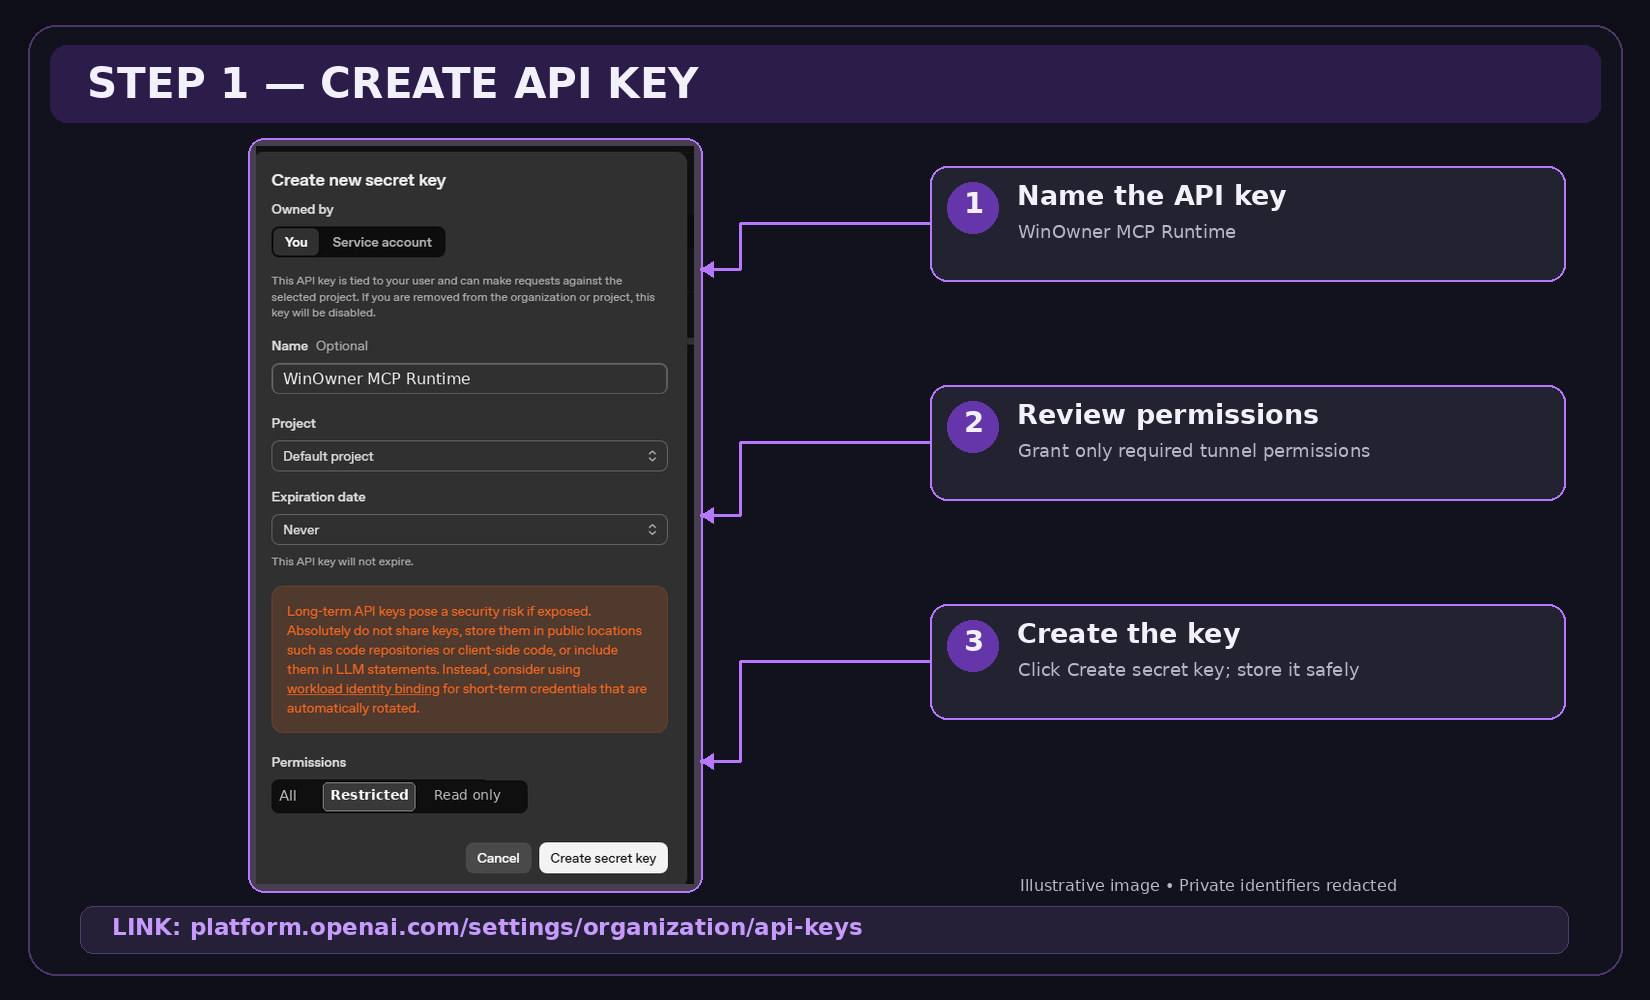 STEP 1 — CREATE API KEY
Create new secret key
Owned by
You Service account
This API key is tied to your user and can make requests against the
selected project. If you are removed from the organization or project, this
key will be disabled.
Name Optional
WinOwner MCP Runtime
Project
Default project
Expiration date
Never
This API key will not expire.
Long-term API keys pose a security risk if exposed.
Absolutely do not share keys, store them in public locations
such as code repositories or client-side code, or include
them in LLM statements. Instead, consider using
workload identity binding for short-term credentials that are
automatically rotated.
Permissions
All Restricted Read only
Cancel Create secret key
1 Name the API key
WinOwner MCP Runtime
2 Review permissions
Grant only required tunnel permissions
3 Create the key
Click Create secret key; store it safely
Illustrative image • Private identifiers redacted
LINK: platform.openai.com/settings/organization/api-keys